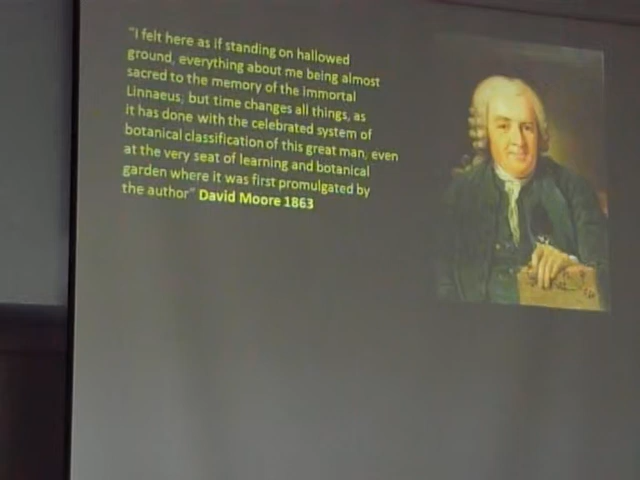 "I felt here as if standing on hallowed
ground, everything about me being almost
sacred to the memory of the immortal
Linnaeus; but time changes all things, as
it has done with the celebrated system of
botanical classification of this great man, even
at the very seat of learning and botanical
garden where it was first promulgated by
the author" David Moore 1863